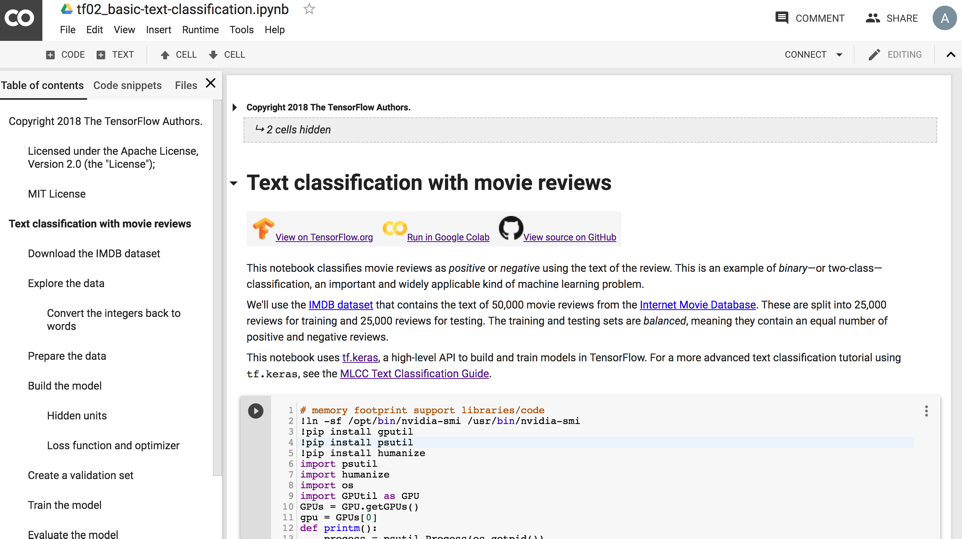 CO
tf02_basic-text-classification.ipynb
File Edit View Insert Runtime Tools Help
COMMENT SHARE A
CODE TEXT CELL CELL
CONNECT EDITING
Table of contents Code snippets Files
Copyright 2018 The TensorFlow Authors.
Licensed under the Apache License,
Version 2.0 (the "License");
MIT License
Text classification with movie reviews
Download the IMDB dataset
Explore the data
Convert the integers back to
words
Prepare the data
Build the model
Hidden units
Loss function and optimizer
Create a validation set
Train the model
Evaluate the model
Copyright 2018 The TensorFlow Authors.
↳ 2 cells hidden
Text classification with movie reviews
View on TensorFlow.org Run in Google Colab View source on GitHub
This notebook classifies movie reviews as positive or negative using the text of the review. This is an example of binary—or two-class—
classification, an important and widely applicable kind of machine learning problem.
We'll use the IMDB dataset that contains the text of 50,000 movie reviews from the Internet Movie Database. These are split into 25,000
reviews for training and 25,000 reviews for testing. The training and testing sets are balanced, meaning they contain an equal number of
positive and negative reviews.
This notebook uses tf.keras, a high-level API to build and train models in TensorFlow. For a more advanced text classification tutorial using
tf.keras, see the MLCC Text Classification Guide.
1 # memory footprint support libraries/code
2 !ln -sf /opt/bin/nvidia-smi /usr/bin/nvidia-smi
3 !pip install gputil
4 !pip install psutil
5 !pip install humanize
6 import psutil
7 import humanize
8 import os
9 import GPUtil as GPU
10 GPUs = GPU.getGPUs()
11 gpu = GPUs[0]
12 def printm():
13 process = psutil.Process(os.getpid())